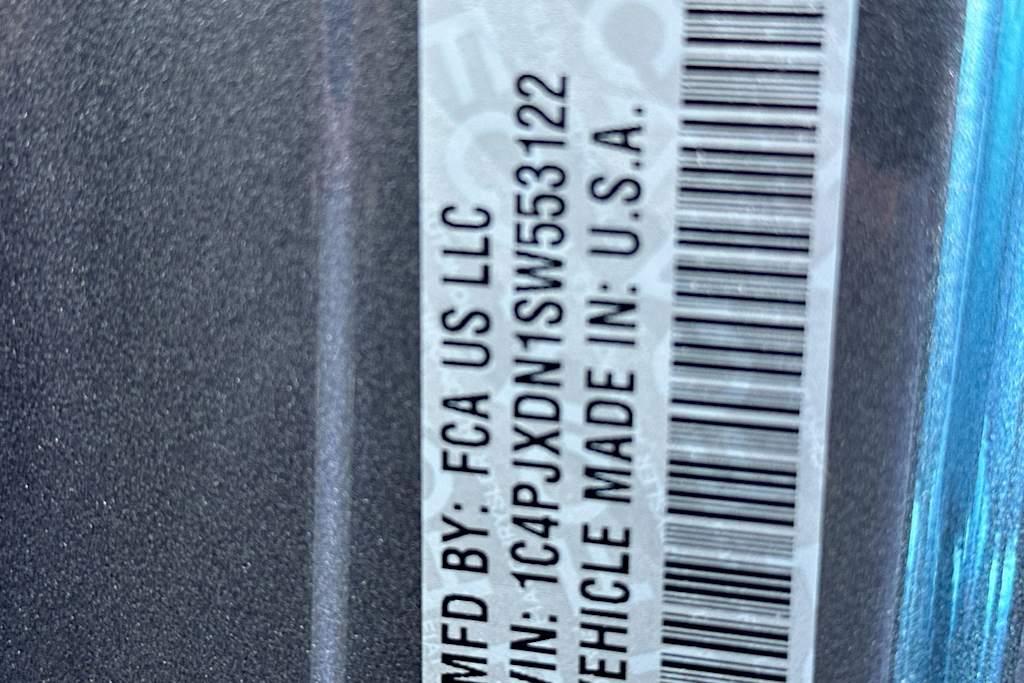 MFD BY: FCA US LLC
VIN: 1C4PJXDN1SW553122
VEHICLE MADE IN: U.S.A.